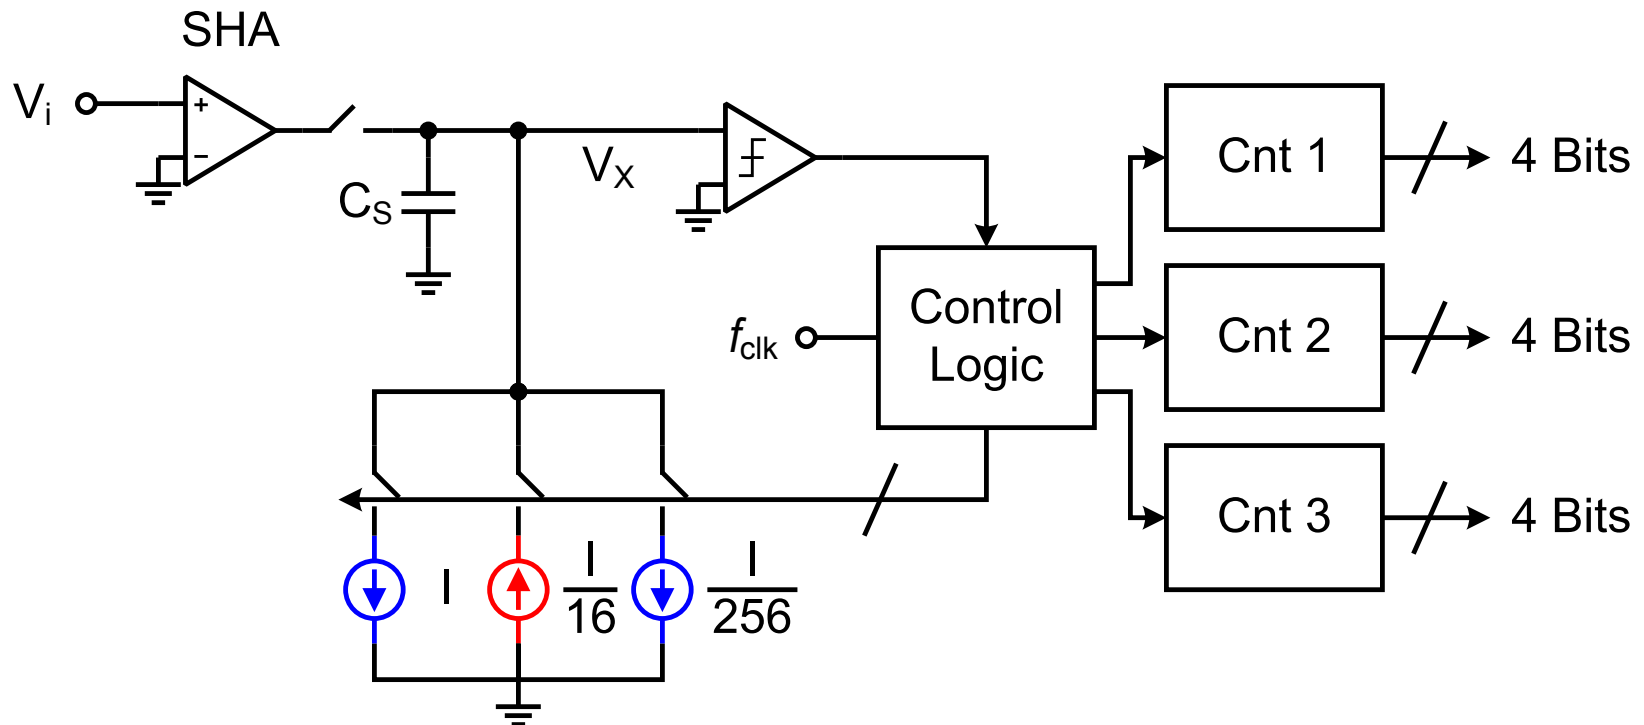 SHA
Vi
+
−
CS
VX
fclk
Control
Logic
Cnt 1
4 Bits
Cnt 2
4 Bits
Cnt 3
4 Bits
I
I
16
I
256